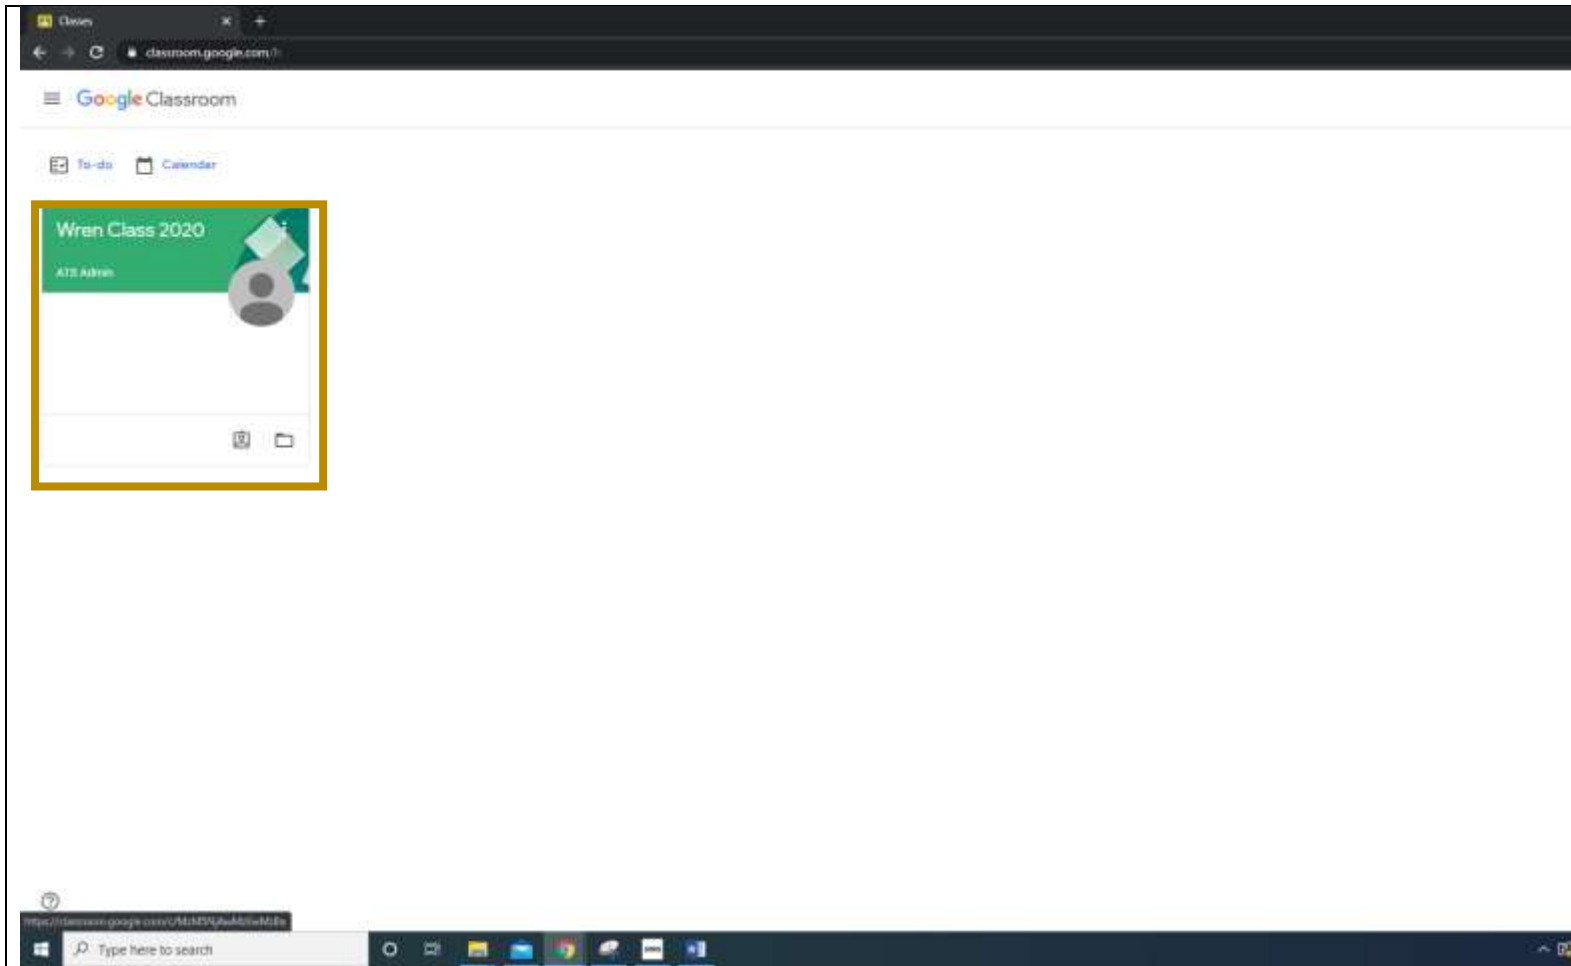 Classes
classroom.google.com/h
Google Classroom
To-do Calendar
Wren Class 2020
ATS Admin
Type here to search